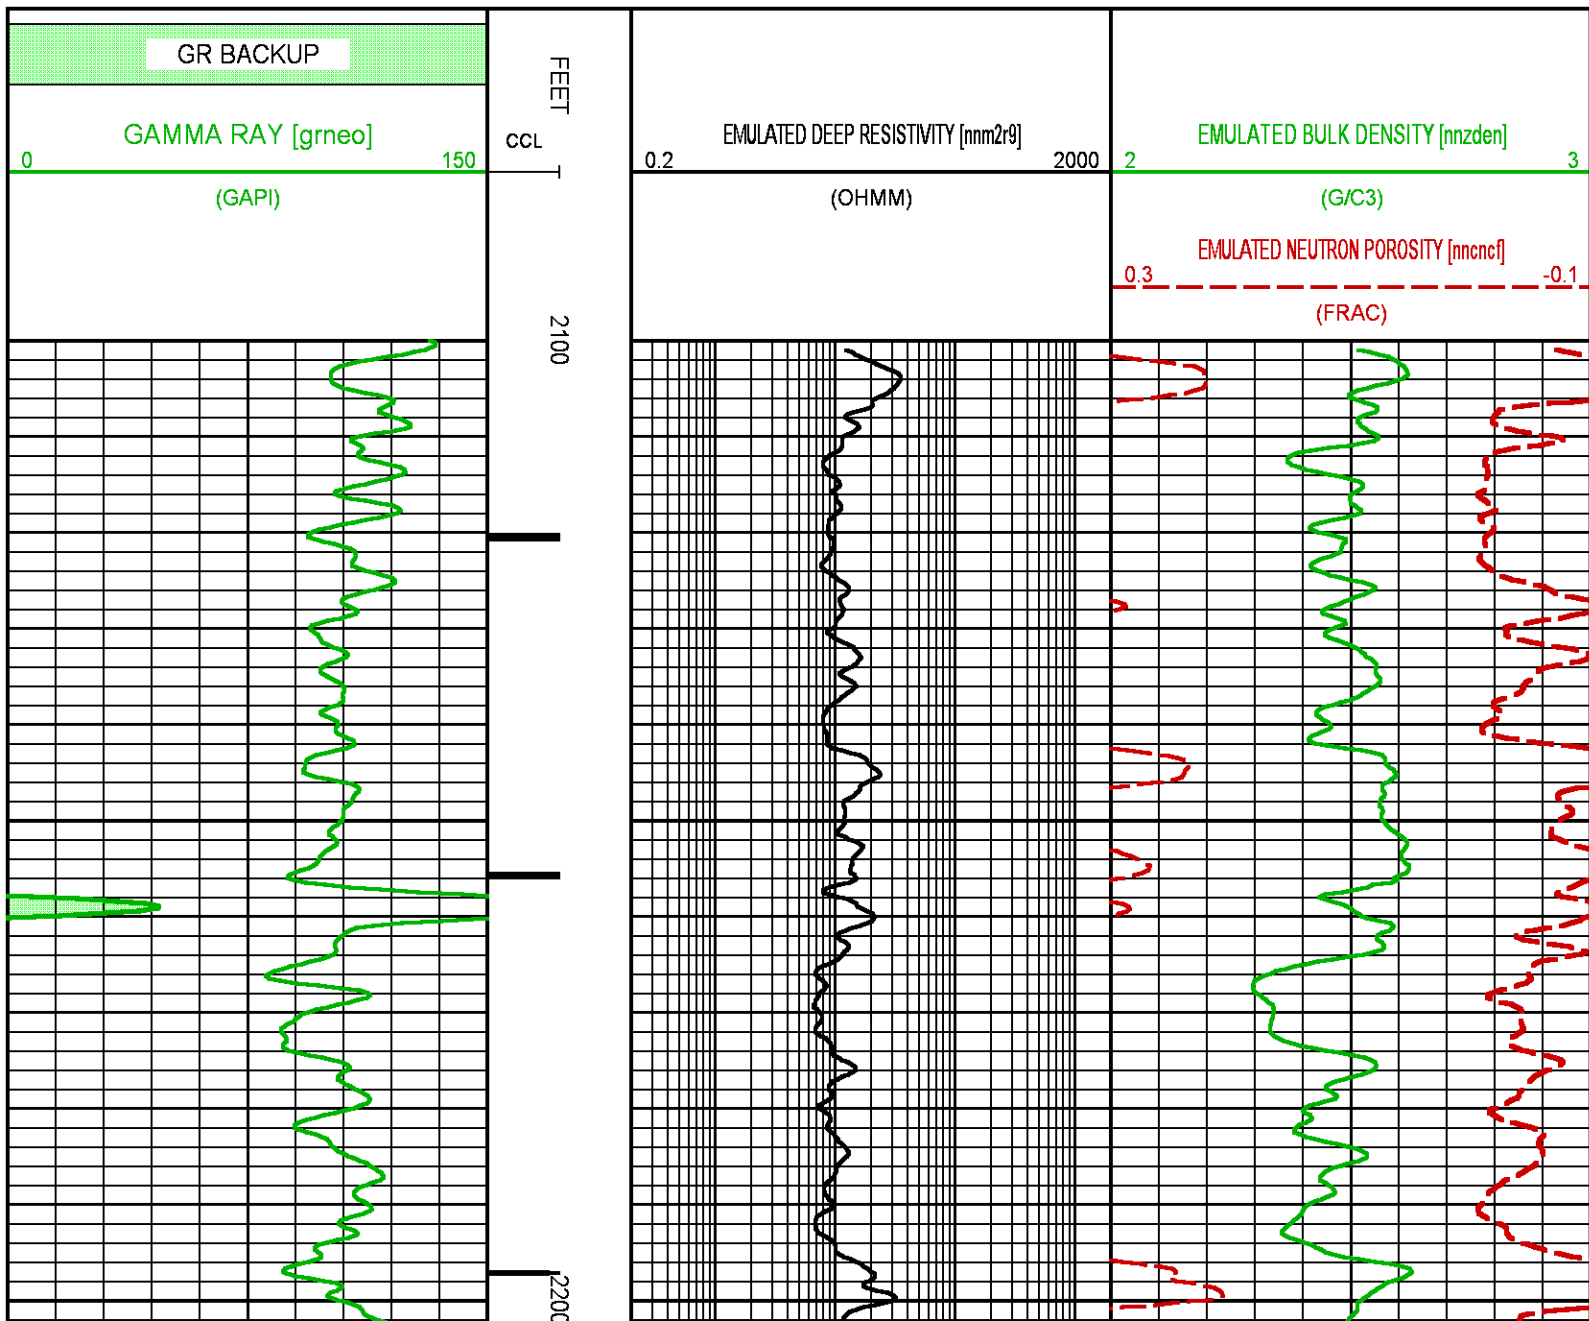 GR BACKUP
GAMMA RAY [grneo]
0 150
(GAPI)
FEET
CCL
EMULATED DEEP RESISTIVITY [nnm2r9]
0.2 2000
(OHMM)
EMULATED BULK DENSITY [nnzden]
2 3
(G/C3)
EMULATED NEUTRON POROSITY [nncncf]
0.3 -0.1
(FRAC)
2100
2200